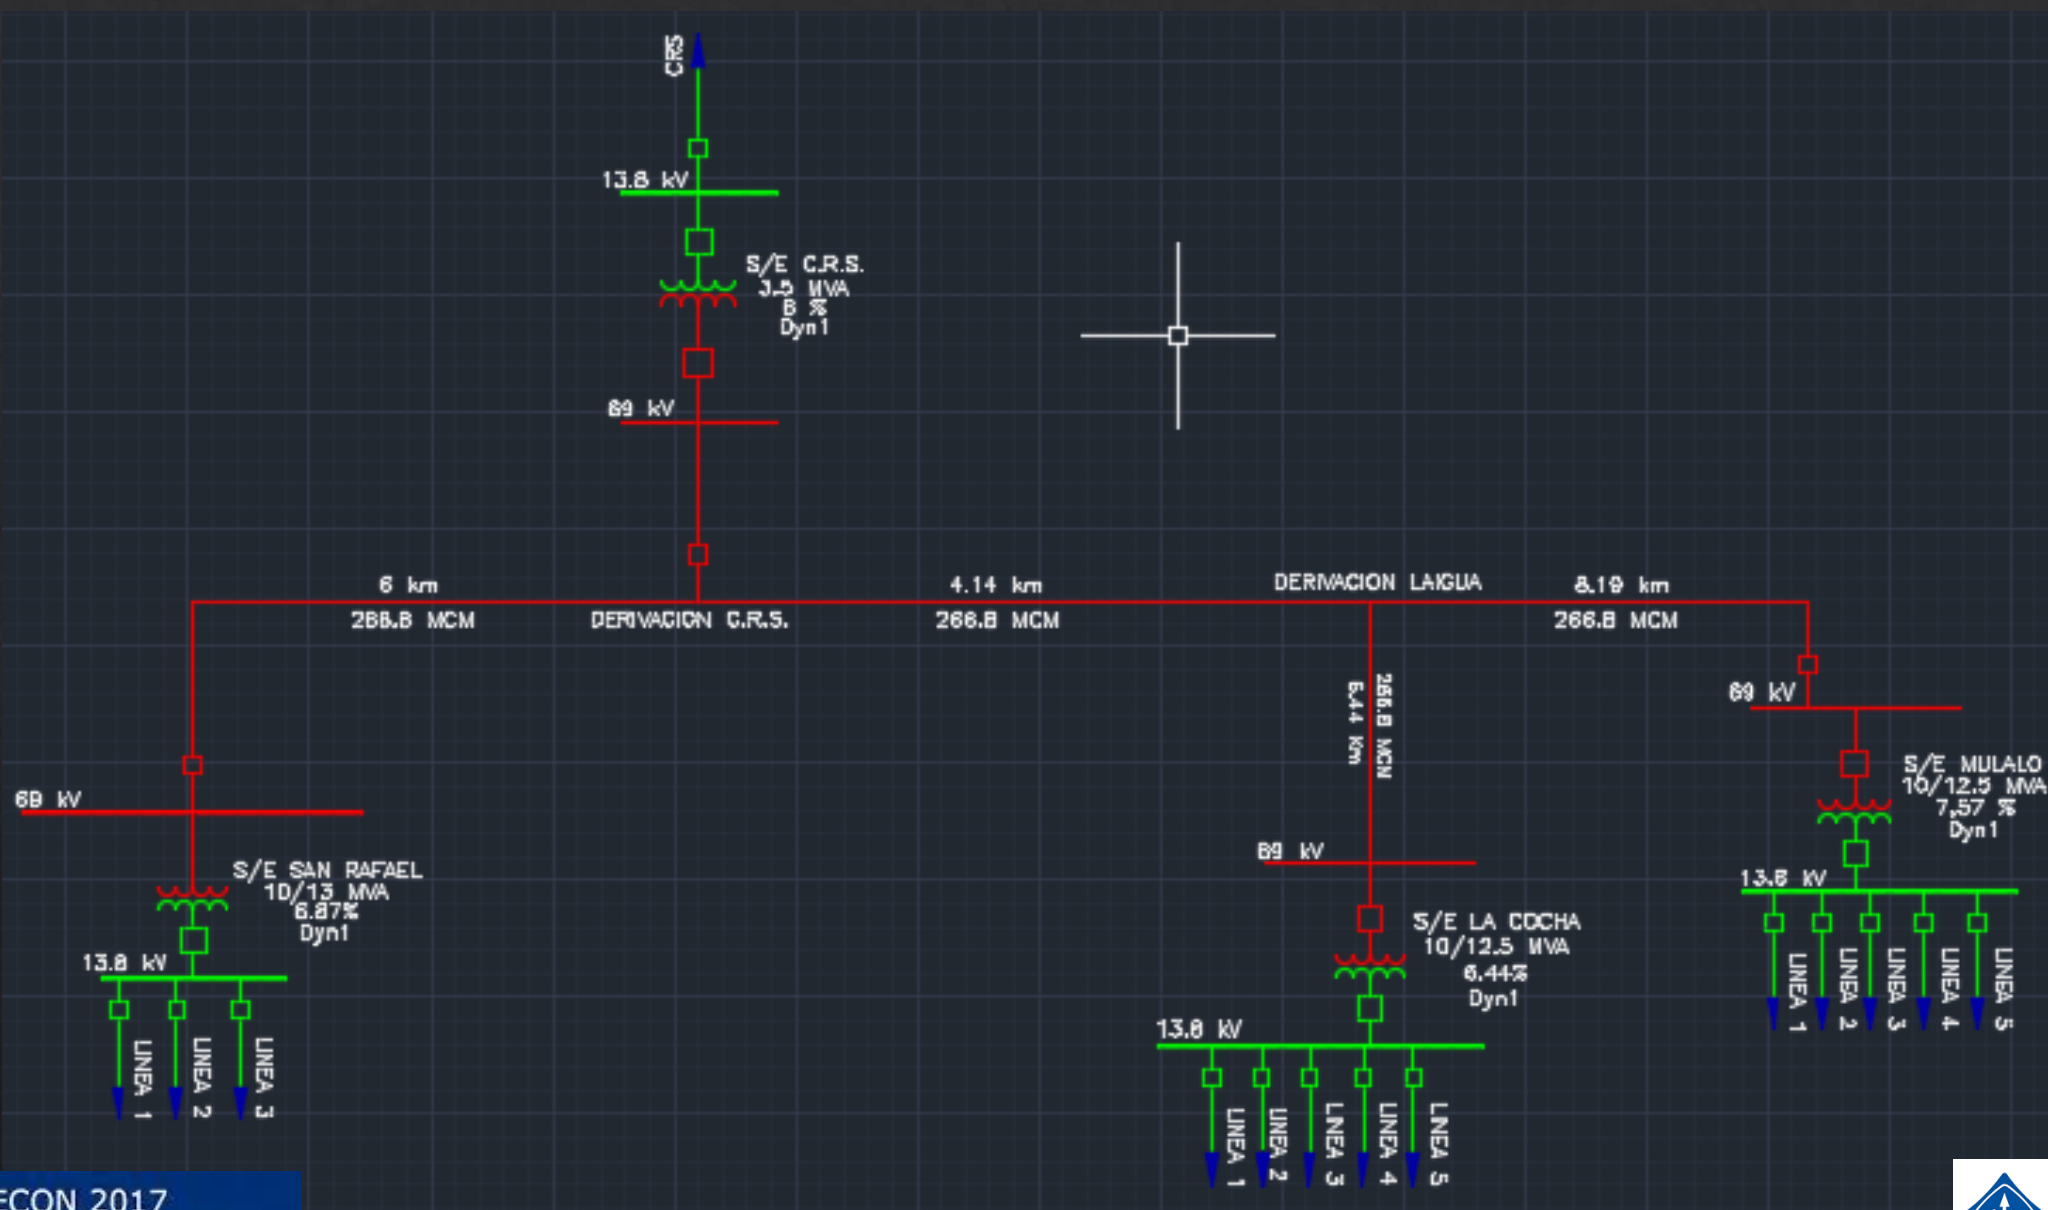 CRS
13.8 kV
S/E C.R.S.
3.5 MVA
8 %
Dyn1
69 kV
6 km
266.8 MCM
DERIVACION C.R.S.
4.14 km
266.8 MCM
DERIVACION LAIGUA
8.19 km
266.8 MCM
266.8 MCM
Km
69 kV
S/E MULALO
10/12.5 MVA
7,57 %
Dyn1
13.8 kV
LINEA 1
LINEA 2
LINEA 3
LINEA 4
LINEA 5
69 kV
S/E SAN RAFAEL
10/13 MVA
6.87%
Dyn1
13.8 kV
LINEA 1
LINEA 2
LINEA 3
69 kV
S/E LA COCHA
10/12.5 MVA
6.44%
Dyn1
13.8 kV
LINEA 1
LINEA 2
LINEA 3
LINEA 4
LINEA 5
ECON 2017